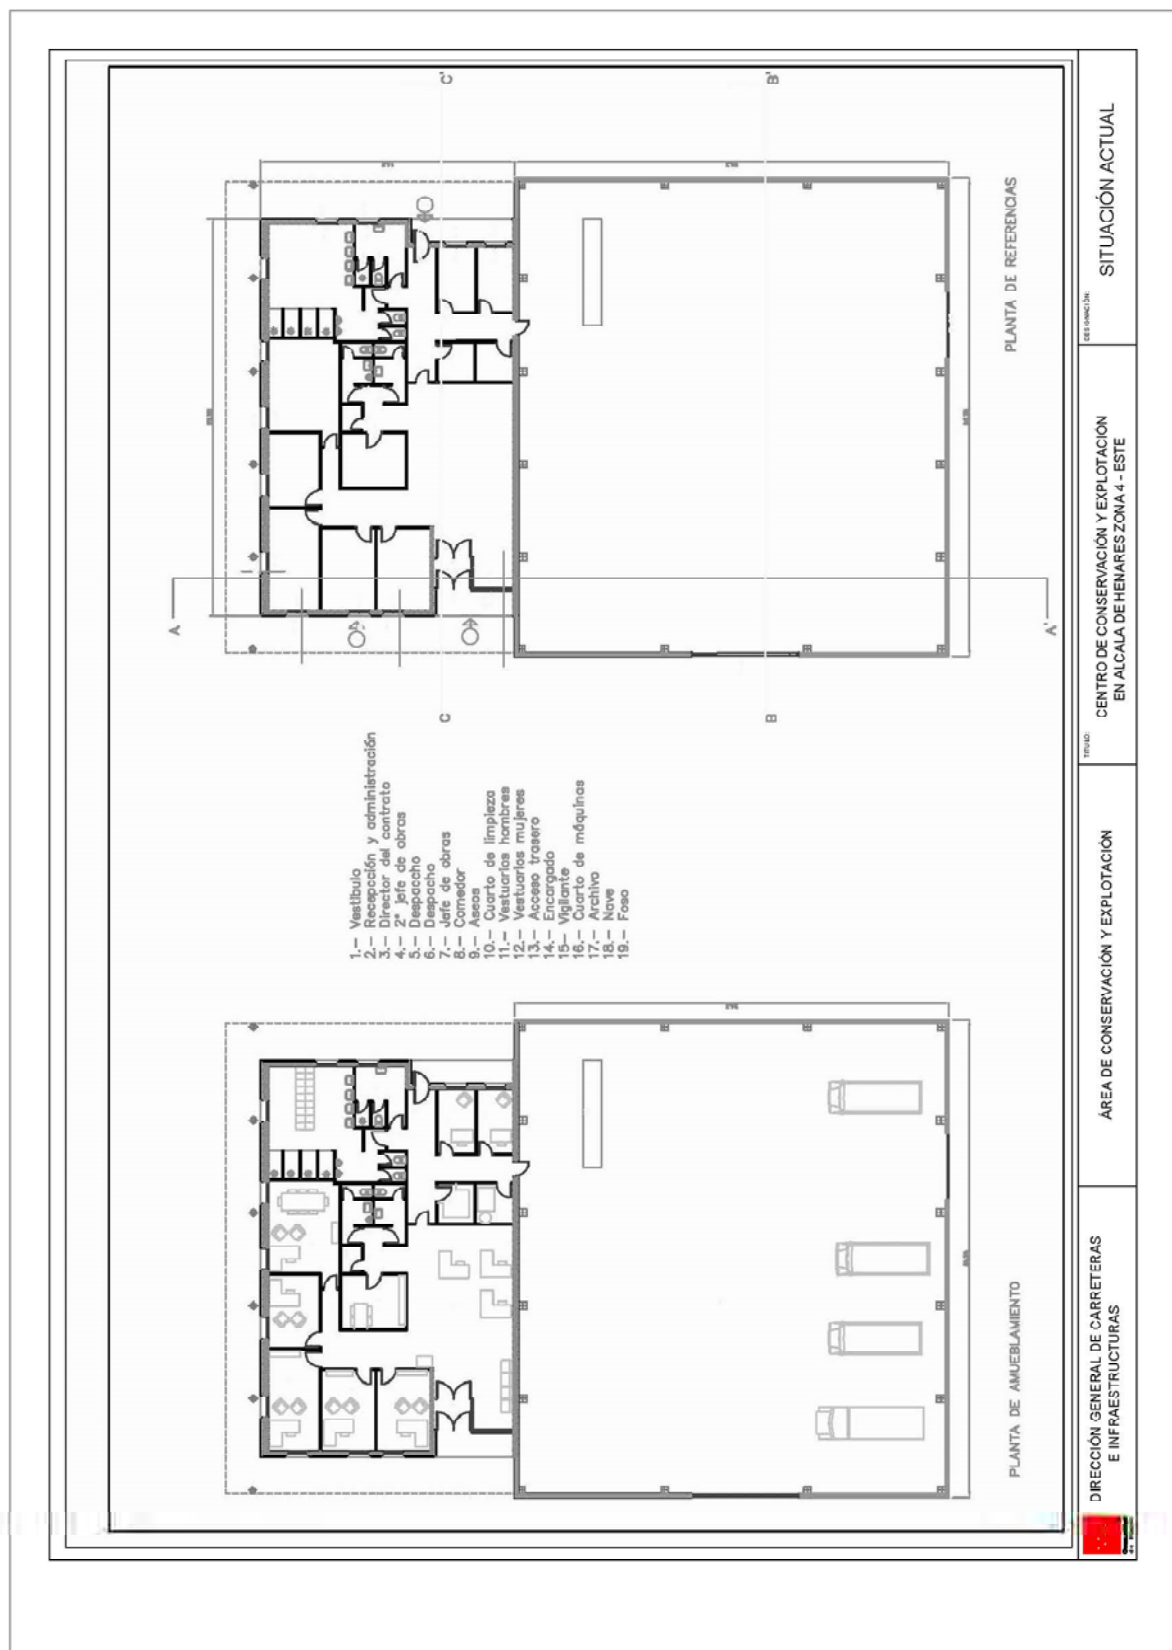 PLANTA DE AMUEBLAMIENTO
1.- Vestíbulo
2.- Recepcción y administración
3.- Director del contrato
4.- 2º jefe de obras
5.- Despaccho
6.- Despacho
7.- Jefe de obras
8.- Comedor
9.- Aseos
10.- Cuarto de limpieza
11.- Vestuarios hombres
12.- Vestuarios mujeres
13.- Acceso trasero
14.- Encargado
15- Vigilante
16.- Cuarto de máquinas
17.- Archivo
18.- Nave
19.- Foso
A
A'
B
B'
C
C'
PLANTA DE REFERENCIAS
DIRECCIÓN GENERAL DE CARRETERAS
E INFRAESTRUCTURAS
ÁREA DE CONSERVACIÓN Y EXPLOTACIÓN
TITULO:
CENTRO DE CONSERVACIÓN Y EXPLOTACIÓN
EN ALCALA DE HENARES ZONA 4 - ESTE
DESIGNACIÓN:
SITUACIÓN ACTUAL